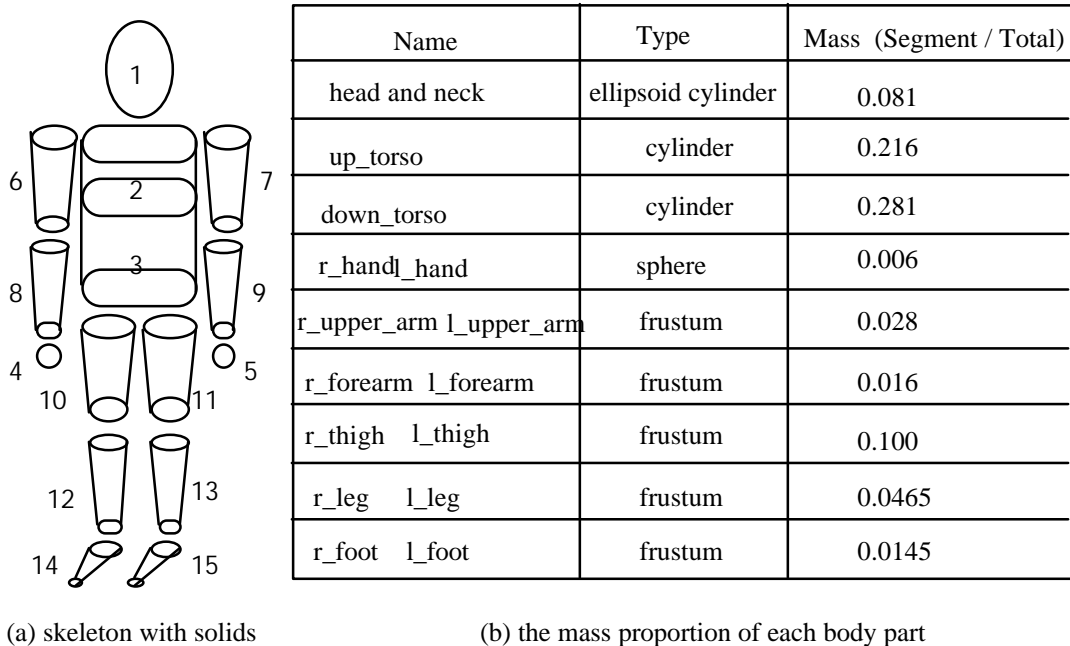 1
6
2
7
3
8
9
4
5
10
11
12
13
14
15
Name Type Mass (Segment / Total)
head and neck ellipsoid cylinder 0.081
up_torso cylinder 0.216
down_torso cylinder 0.281
r_hand l_hand sphere 0.006
r_upper_arm l_upper_arm frustum 0.028
r_forearm l_forearm frustum 0.016
r_thigh l_thigh frustum 0.100
r_leg l_leg frustum 0.0465
r_foot l_foot frustum 0.0145
(a) skeleton with solids
(b) the mass proportion of each body part